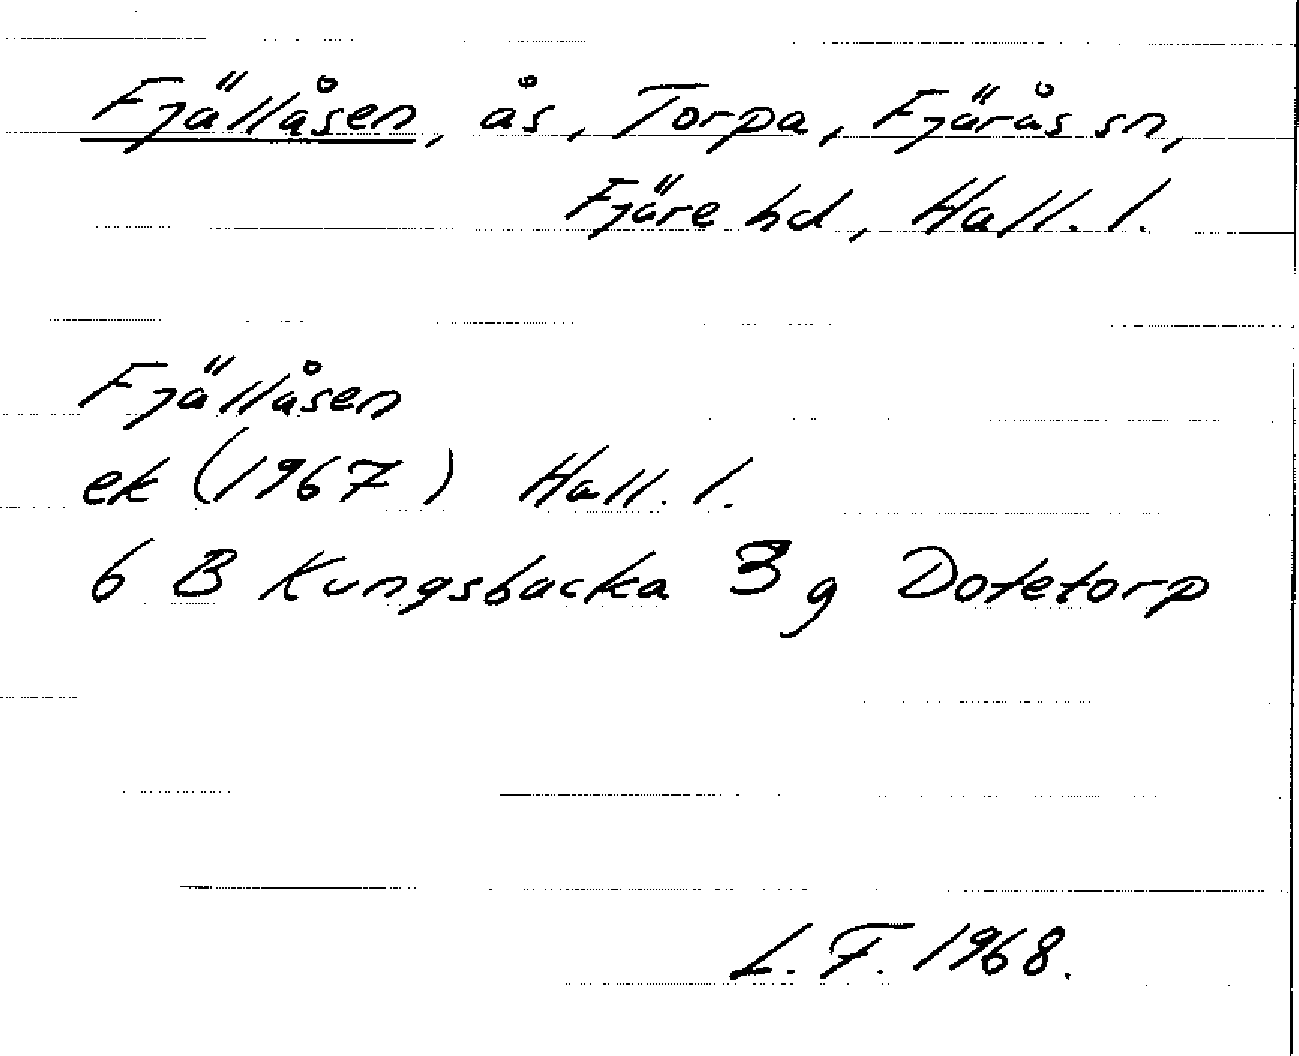 Fjällåsen, ås, Torpa, Fjärås sn,
Fjäre hd, Hall. l.
Fjällåsen
ek (1967) Hall. l.
6 B Kungsbacka 3 g Dotetorp
L. F. 1968.